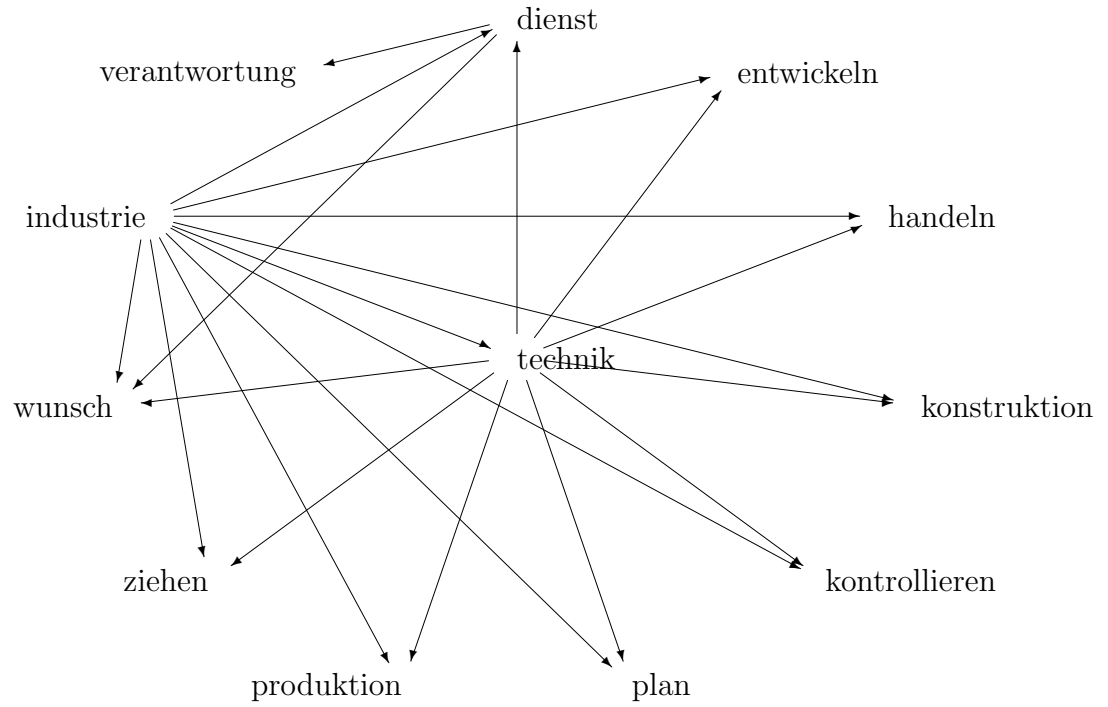 dienst
verantwortung
entwickeln
industrie
handeln
technik
wunsch
konstruktion
ziehen
kontrollieren
produktion
plan